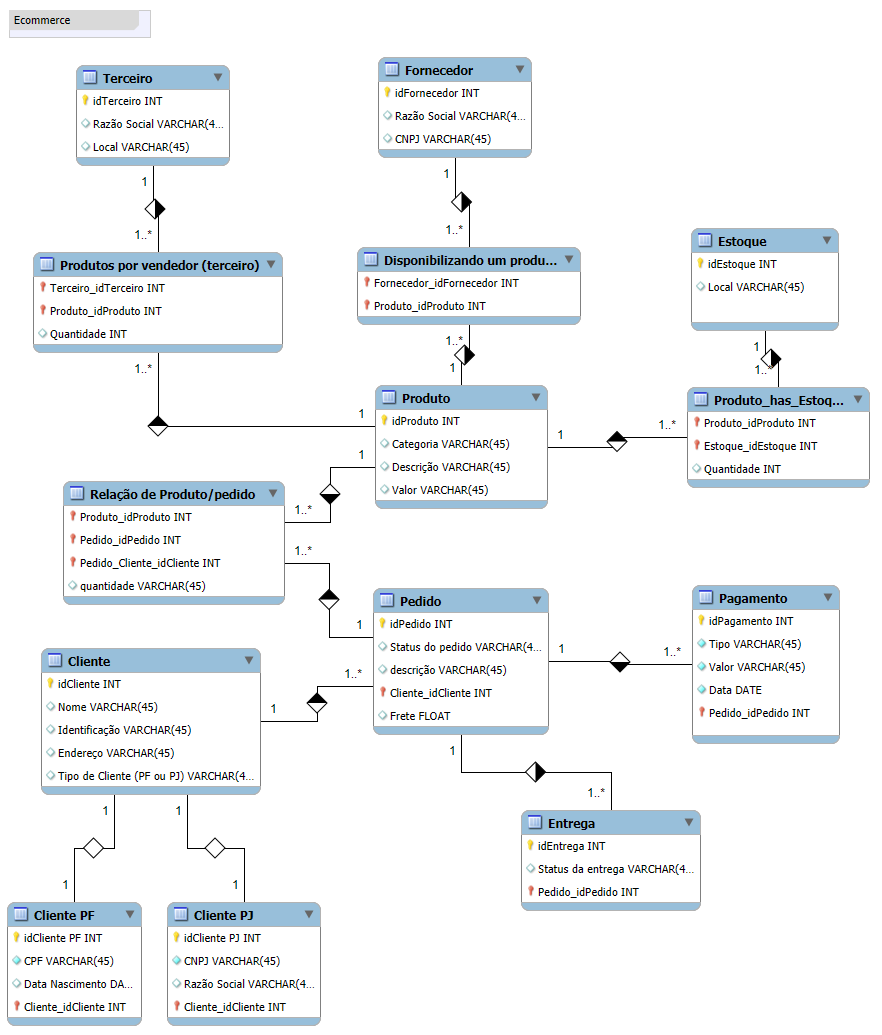 Ecommerce
Terceiro
idTerceiro INT
Razão Social VARCHAR(4...
Local VARCHAR(45)
Fornecedor
idFornecedor INT
Razão Social VARCHAR(4...
CNPJ VARCHAR(45)
1
1..*
1
1..*
Produtos por vendedor (terceiro)
Terceiro_idTerceiro INT
Produto_idProduto INT
Quantidade INT
Disponibilizando um produ...
Fornecedor_idFornecedor INT
Produto_idProduto INT
Estoque
idEstoque INT
Local VARCHAR(45)
1
1..*
1..*
1
1..*
1
Produto
idProduto INT
Categoria VARCHAR(45)
Descrição VARCHAR(45)
Valor VARCHAR(45)
1
1..*
Produto_has_Estoq...
Produto_idProduto INT
Estoque_idEstoque INT
Quantidade INT
1
1..*
Relação de Produto/pedido
Produto_idProduto INT
Pedido_idPedido INT
Pedido_Cliente_idCliente INT
quantidade VARCHAR(45)
1..*
1
Pedido
idPedido INT
Status do pedido VARCHAR(4...
descrição VARCHAR(45)
Cliente_idCliente INT
Frete FLOAT
1
1..*
Pagamento
idPagamento INT
Tipo VARCHAR(45)
Valor VARCHAR(45)
Data DATE
Pedido_idPedido INT
Cliente
idCliente INT
Nome VARCHAR(45)
Identificação VARCHAR(45)
Endereço VARCHAR(45)
Tipo de Cliente (PF ou PJ) VARCHAR(4...
1..*
1
1
1..*
Entrega
idEntrega INT
Status da entrega VARCHAR(4...
Pedido_idPedido INT
1
1
1
1
Cliente PF
idCliente PF INT
CPF VARCHAR(45)
Data Nascimento DA...
Cliente_idCliente INT
Cliente PJ
idCliente PJ INT
CNPJ VARCHAR(45)
Razão Social VARCHAR(4...
Cliente_idCliente INT